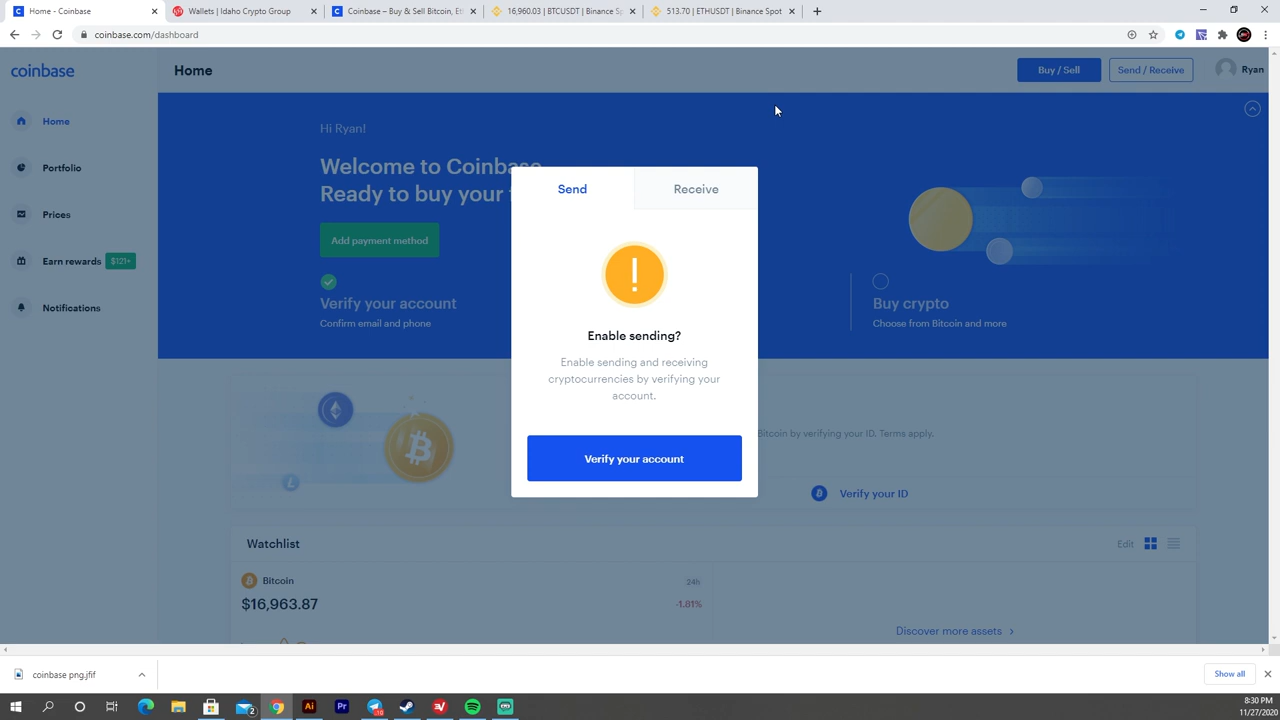 Home - Coinbase
Wallets | Idaho Crypto Group
Coinbase – Buy & Sell Bitcoin, Et
16,960.03 | BTCUSDT | Binance Sp
513.70 | ETHUSDT | Binance Spot
coinbase.com/dashboard
coinbase
Home
Buy / Sell
Send / Receive
Ryan
Home
Portfolio
Prices
Earn rewards $121+
Notifications
Hi Ryan!
Welcome to Coinbase
Ready to buy your
Add payment method
Verify your account
Confirm email and phone
Buy crypto
Choose from Bitcoin and more
Send
Receive
!
Enable sending?
Enable sending and receiving
cryptocurrencies by verifying your
account.
Verify your account
Bitcoin by verifying your ID. Terms apply.
Verify your ID
Watchlist
Edit
Bitcoin
24h
$16,963.87
-1.81%
Discover more assets
coinbase png.jfif
Show all
8:30 PM
11/27/2020